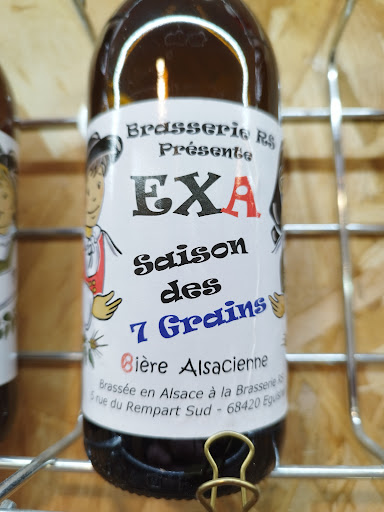 Brasserie RS
Présente
EXA
Saison
des
7 Grains
Bière Alsacienne
Brassée en Alsace à la Brasserie RS
5 rue du Rempart Sud - 68420